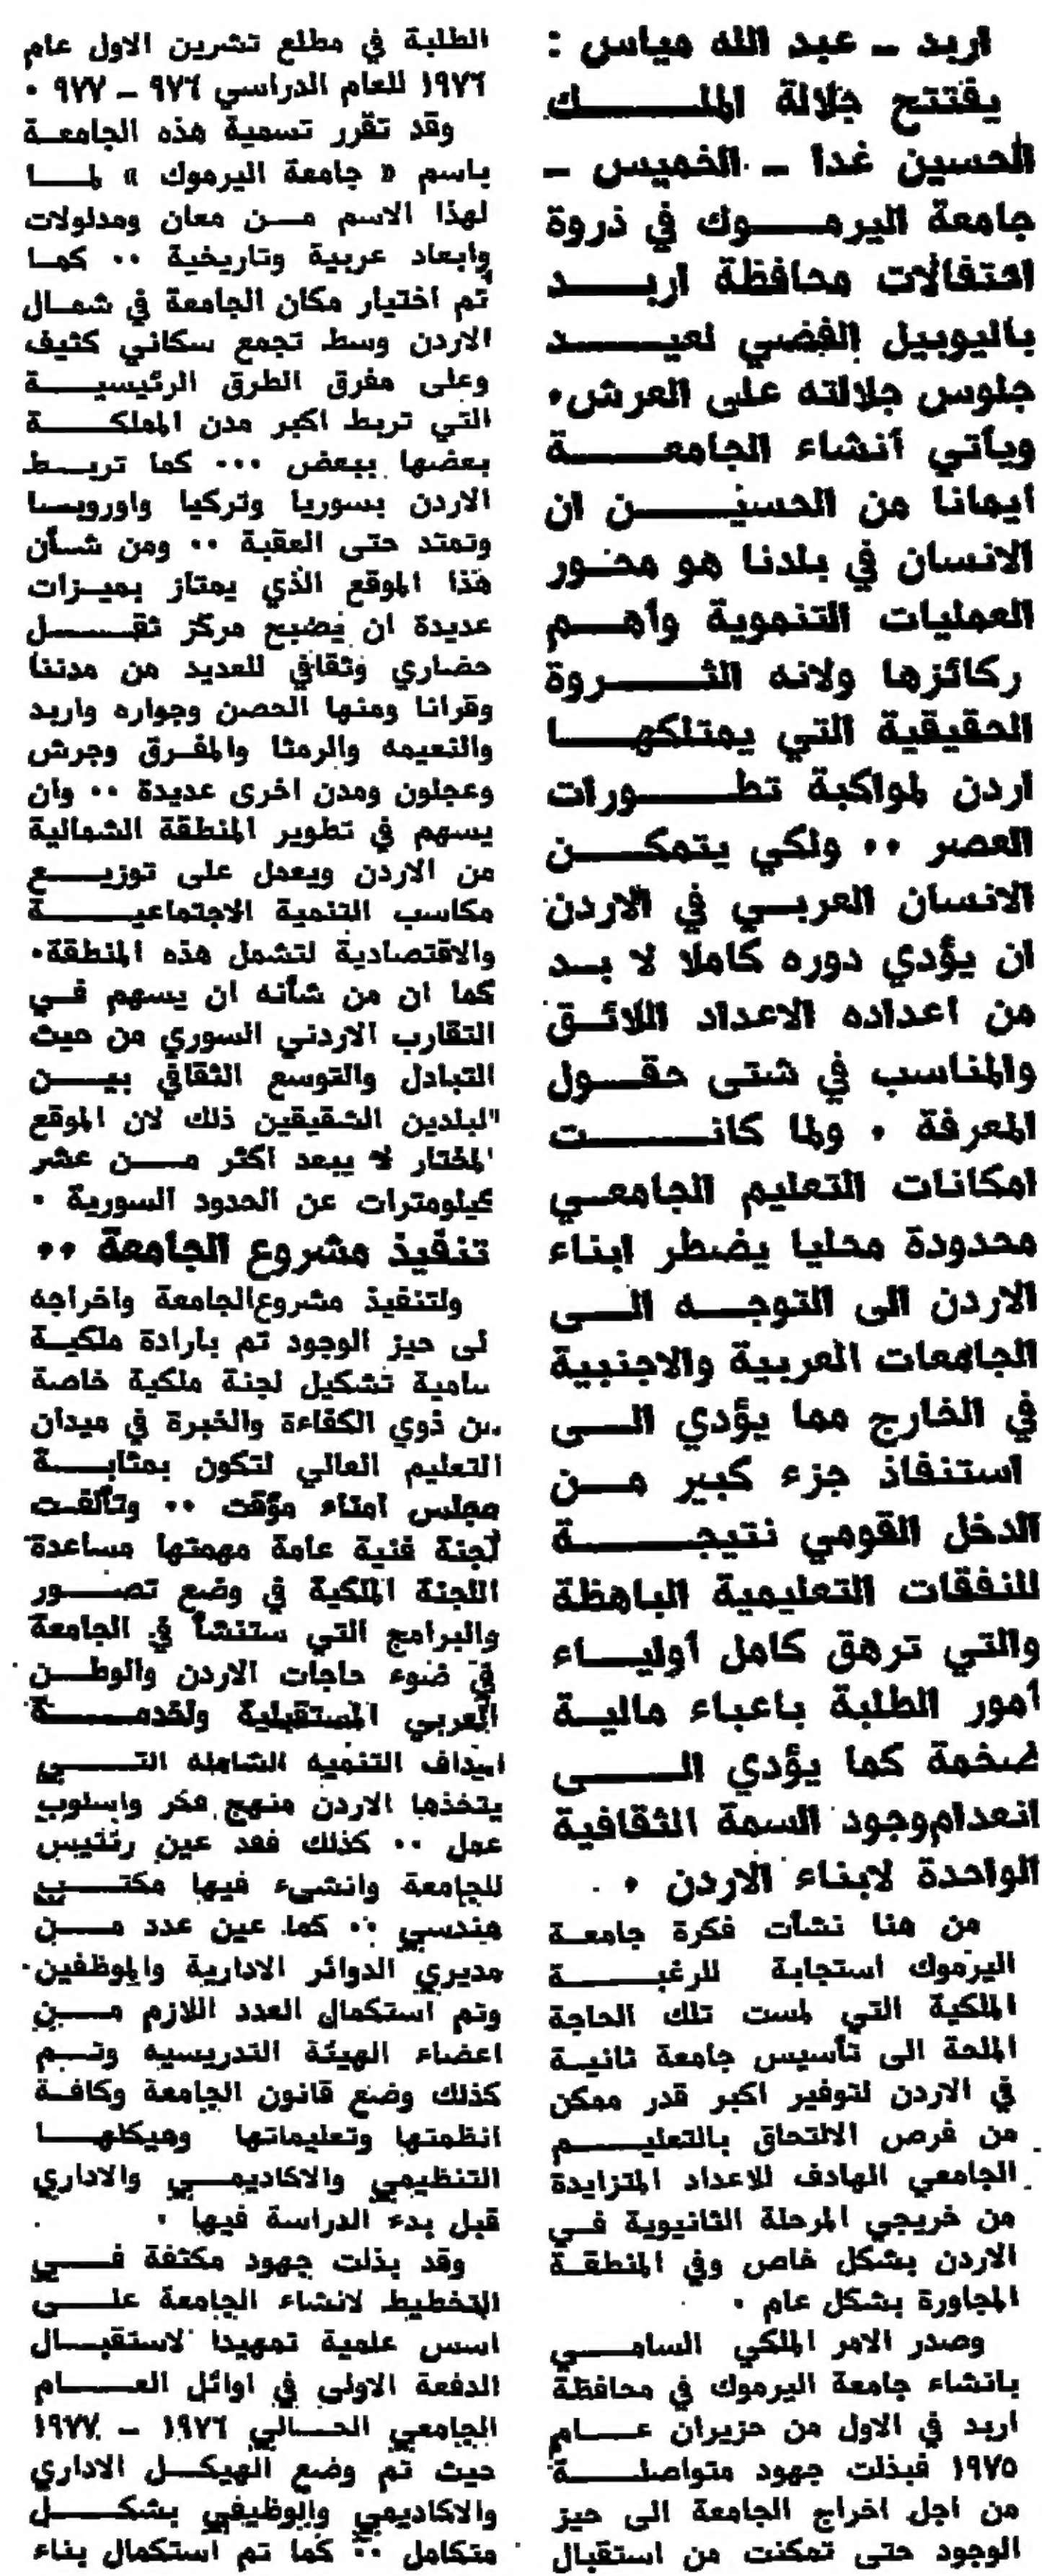 اربد ــ عبد الله مياس :
يفتتح جلالة الملك
الحسين غدا ــ الخميس ــ
جامعة اليرموك في ذروة
احتفالات محافظة اربد
باليوبيل الفضي لعيد
جلوس جلالته على العرش.
ويأتي أنشاء الجامعة
ايمانا من الحسين ان
الانسان في بلدنا هو محور
العمليات التنموية وأهم
ركائزها ولانه الثروة
الحقيقية التي يمتلكها
اردن لمواكبة تطورات
العصر .. ولكي يتمكن
الانسان العربي في الاردن
ان يؤدي دوره كاملا لا بد
من اعداده الاعداد اللائق
والمناسب في شتى حقول
المعرفة . ولما كانت
امكانات التعليم الجامعي
محدودة محليا يضطر ابناء
الاردن الى التوجه الى
الجامعات العربية والاجنبية
في الخارج مما يؤدي الى
استنفاذ جزء كبير من
الدخل القومي نتيجة
للنفقات التعليمية الباهظة
والتي ترهق كامل أولياء
أمور الطلبة باعباء مالية
ضخمة كما يؤدي الى
انعدام وجود السمة الثقافية
الواحدة لابناء الاردن .
من هنا نشأت فكرة جامعة
اليرموك استجابة للرغبة
الملكية التي لمست تلك الحاجة
الملحة الى تأسيس جامعة ثانية
في الاردن لتوفير اكبر قدر ممكن
من فرص الالتحاق بالتعليم
الجامعي الهادف للاعداد المتزايدة
من خريجي المرحلة الثانيوية في
الاردن بشكل خاص وفي المنطقة
المجاورة بشكل عام .
وصدر الامر الملكي السامي
بانشاء جامعة اليرموك في محافظة
اربد في الاول من حزيران عام
١٩٧٥ فبذلت جهود متواصلة
من اجل اخراج الجامعة الى حيز
الوجود حتى تمكنت من استقبال
الطلبة في مطلع تشرين الاول عام
١٩٧٦ للعام الدراسي ٩٧٦ ــ ٩٧٧ .
وقد تقرر تسمية هذه الجامعة
باسم « جامعة اليرموك » لما
لهذا الاسم من معان ومدلولات
وابعاد عربية وتاريخية .. كما
تم اختيار مكان الجامعة في شمال
الاردن وسط تجمع سكاني كثيف
وعلى مفرق الطرق الرئيسية
التي تربط اكبر مدن المملكة
بعضها ببعض ... كما تربط
الاردن بسوريا وتركيا واوروبا
وتمتد حتى العقبة .. ومن شأن
هذا الموقع الذي يمتاز بميزات
عديدة ان يصبح مركز ثقل
حضاري وثقافي للعديد من مدننا
وقرانا ومنها الحصن وجواره واربد
والنعيمه والرمثا والمفرق وجرش
وعجلون ومدن اخرى عديدة .. وان
يسهم في تطوير المنطقة الشمالية
من الاردن ويعمل على توزيع
مكاسب التنمية الاجتماعية
والاقتصادية لتشمل هذه المنطقة.
كما ان من شأنه ان يسهم في
التقارب الاردني السوري من حيث
التبادل والتوسع الثقافي بين
البلدين الشقيقين ذلك لان الموقع
المختار لا يبعد اكثر من عشر
كيلومترات عن الحدود السورية .
تنفيذ مشروع الجامعة ..
ولتنفيذ مشروع الجامعة واخراجه
لى حيز الوجود تم بارادة ملكية
سامية تشكيل لجنة ملكية خاصة
من ذوي الكفاءة والخبرة في ميدان
التعليم العالي لتكون بمثابة
مجلس امناء مؤقت .. وتألفت
لجنة فنية عامة مهمتها مساعدة
اللجنة الملكية في وضع تصور
والبرامج التي ستنشأ في الجامعة
في ضوء حاجات الاردن والوطن
العربي المستقبلية ولخدمة
اهداف التنميه الشامله التي
يتخذها الاردن منهج فكر واسلوب
عمل .. كذلك فقد عين رئئيس
للجامعة وانشىء فيها مكتب
هندسي .. كما عين عدد من
مديري الدوائر الادارية والموظفين.
وتم استكمال العدد اللازم من
اعضاء الهيئة التدريسيه وتم
كذلك وضع قانون الجامعة وكافة
انظمتها وتعليماتها وهيكلها
التنظيمي والاكاديمي والاداري
قبل بدء الدراسة فيها .
وقد بذلت جهود مكثفة في
التخطيط لانشاء الجامعة على
اسس علمية تمهيدا لاستقبال
الدفعة الاولى في اوائل العام
الجامعي الحالي ١٩٧٦ ــ ١٩٧٧
حيث تم وضع الهيكل الاداري
والاكاديمي والوظيفي بشكل
متكامل .. كما تم استكمال بناء